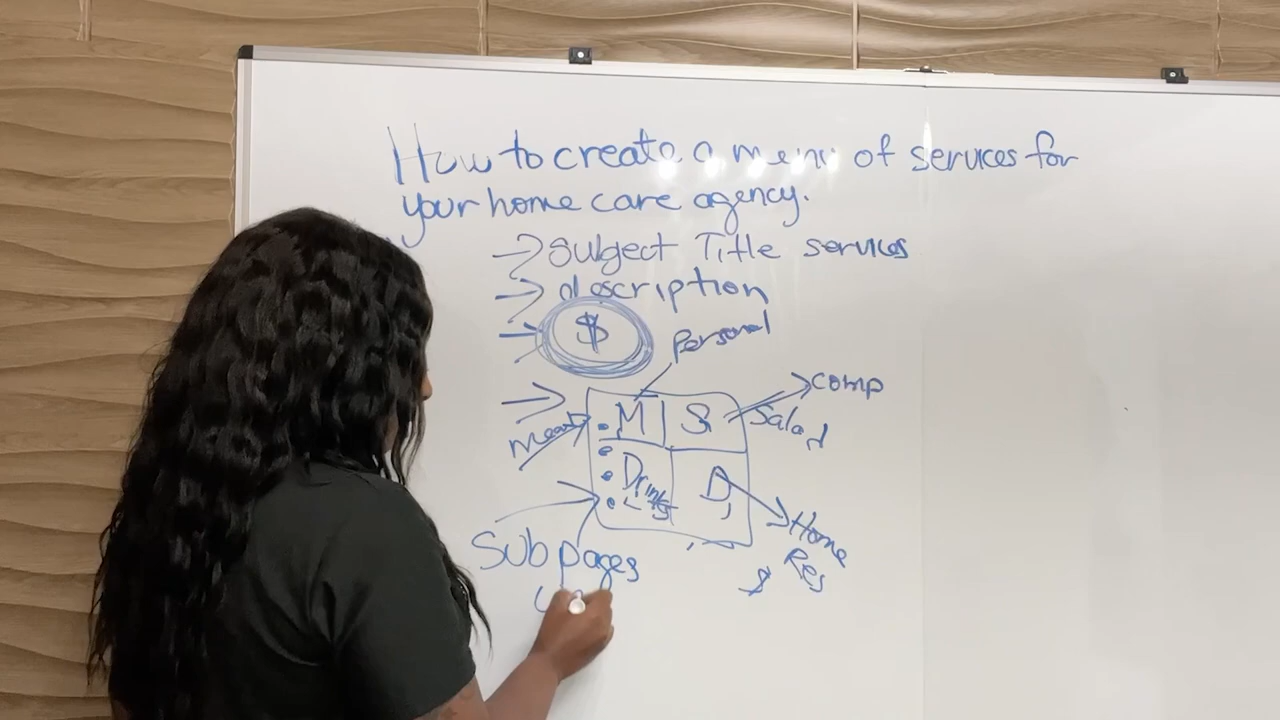 How to create a menu of services for
your home care agency.
→ Subject Title services
→ description
→ $
Personal
→ M S → comp
Meat Salad
Drinks D
Home
Res
$
Sub pages